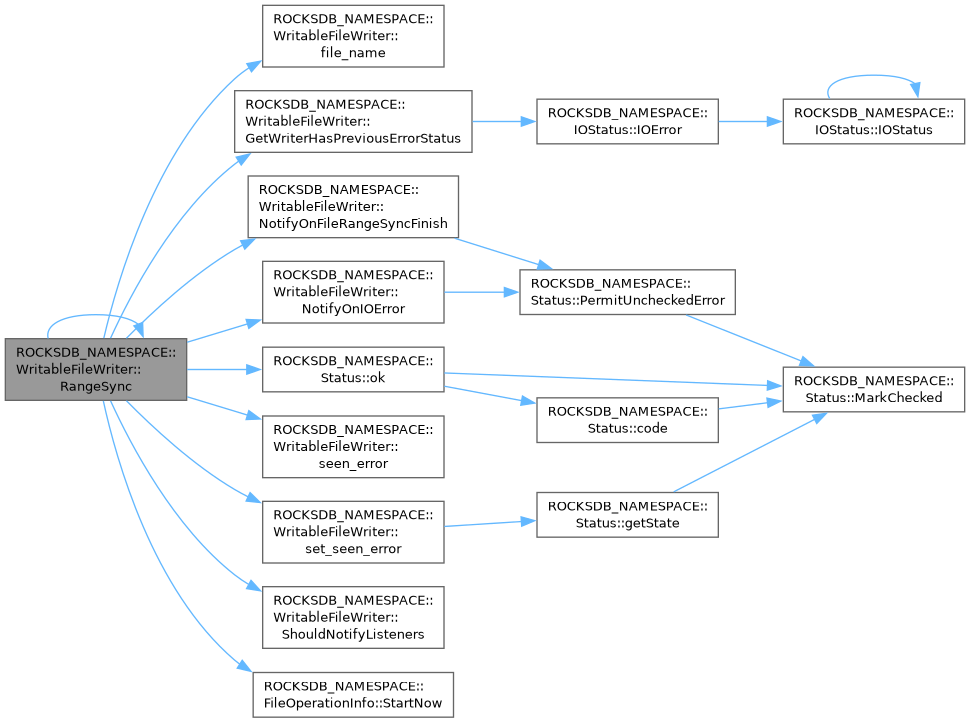 ROCKSDB_NAMESPACE::
WritableFileWriter::
file_name
ROCKSDB_NAMESPACE::
WritableFileWriter::
GetWriterHasPreviousErrorStatus
ROCKSDB_NAMESPACE::
IOStatus::IOError
ROCKSDB_NAMESPACE::
IOStatus::IOStatus
ROCKSDB_NAMESPACE::
WritableFileWriter::
NotifyOnFileRangeSyncFinish
ROCKSDB_NAMESPACE::
WritableFileWriter::
NotifyOnIOError
ROCKSDB_NAMESPACE::
Status::PermitUncheckedError
ROCKSDB_NAMESPACE::
WritableFileWriter::
RangeSync
ROCKSDB_NAMESPACE::
Status::ok
ROCKSDB_NAMESPACE::
Status::MarkChecked
ROCKSDB_NAMESPACE::
Status::code
ROCKSDB_NAMESPACE::
WritableFileWriter::
seen_error
ROCKSDB_NAMESPACE::
WritableFileWriter::
set_seen_error
ROCKSDB_NAMESPACE::
Status::getState
ROCKSDB_NAMESPACE::
WritableFileWriter::
ShouldNotifyListeners
ROCKSDB_NAMESPACE::
FileOperationInfo::StartNow